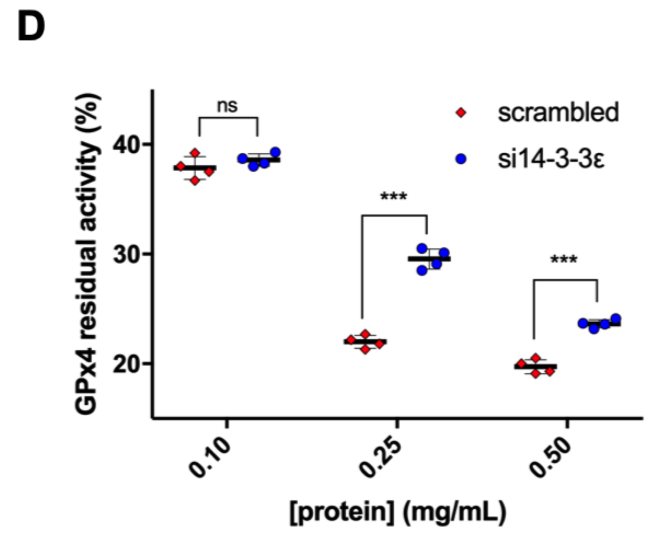 D
GPx4 residual activity (%)
40
30
20
ns
***
***
scrambled
si14-3-3ε
0.10
0.25
0.50
[protein] (mg/mL)